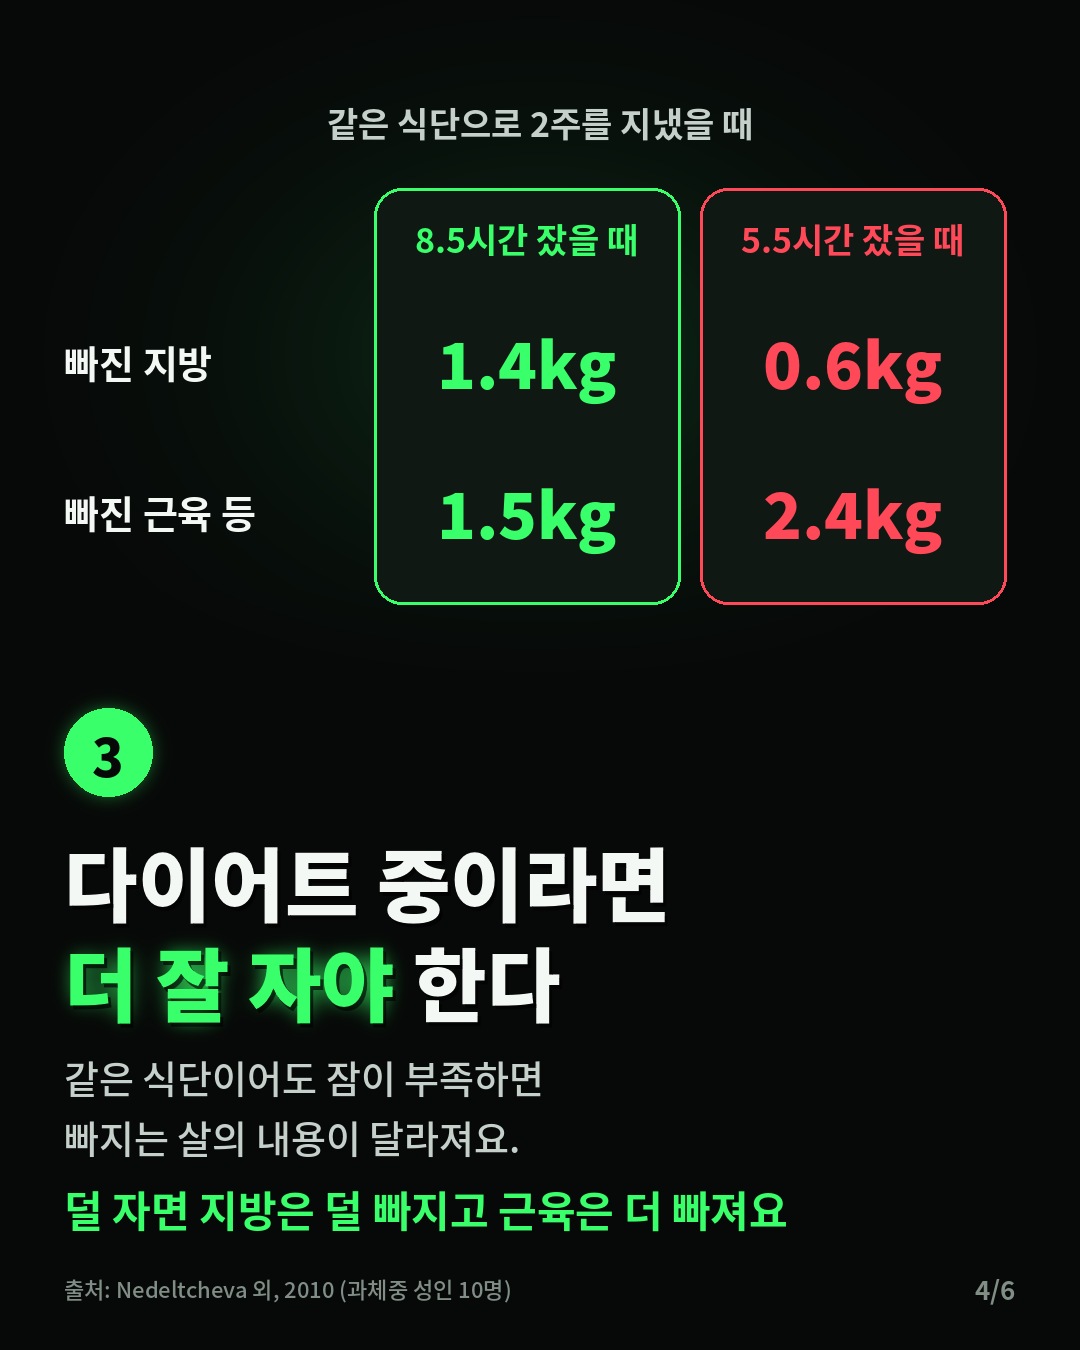 같은 식단으로 2주를 지냈을 때
8.5시간 잤을 때
5.5시간 잤을 때
빠진 지방
1.4kg
0.6kg
빠진 근육 등
1.5kg
2.4kg
3
다이어트 중이라면
더 잘 자야 한다
같은 식단이어도 잠이 부족하면
빠지는 살의 내용이 달라져요.
덜 자면 지방은 덜 빠지고 근육은 더 빠져요
출처: Nedeltcheva 외, 2010 (과체중 성인 10명)
4/6